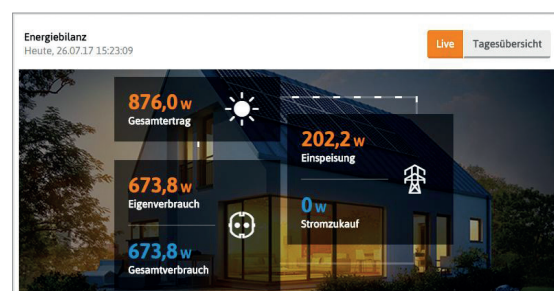 Energiebilanz
Heute, 26.07.17 15:23:09
Live Tagesübersicht
876,0 W
Gesamtertrag
202,2 W
Einspeisung
673,8 W
Eigenverbrauch
0 W
Stromzukauf
673,8 W
Gesamtverbrauch